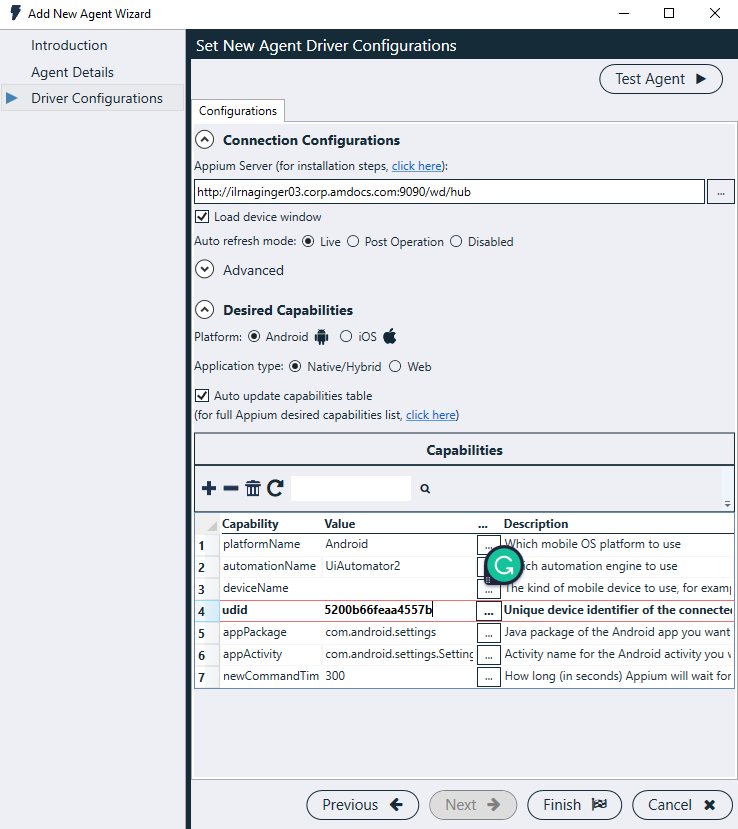 Add New Agent Wizard
Introduction
Agent Details
Driver Configurations
Set New Agent Driver Configurations
Test Agent
Configurations
Connection Configurations
Appium Server (for installation steps, click here):
http://ilrnaginger03.corp.amdocs.com:9090/wd/hub ...
Load device window
Auto refresh mode: Live Post Operation Disabled
Advanced
Desired Capabilities
Platform: Android iOS
Application type: Native/Hybrid Web
Auto update capabilities table
(for full Appium desired capabilities list, click here)
Capabilities
Capability Value ... Description
1 platformName Android ... Which mobile OS platform to use
2 automationName UiAutomator2 automation engine to use
3 deviceName ... The kind of mobile device to use, for examp
4 udid 5200b66feaa4557b ... Unique device identifier of the connected
5 appPackage com.android.settings ... Java package of the Android app you want
6 appActivity com.android.settings.Setting ... Activity name for the Android activity you w
7 newCommandTim 300 ... How long (in seconds) Appium will wait for
Previous Next Finish Cancel